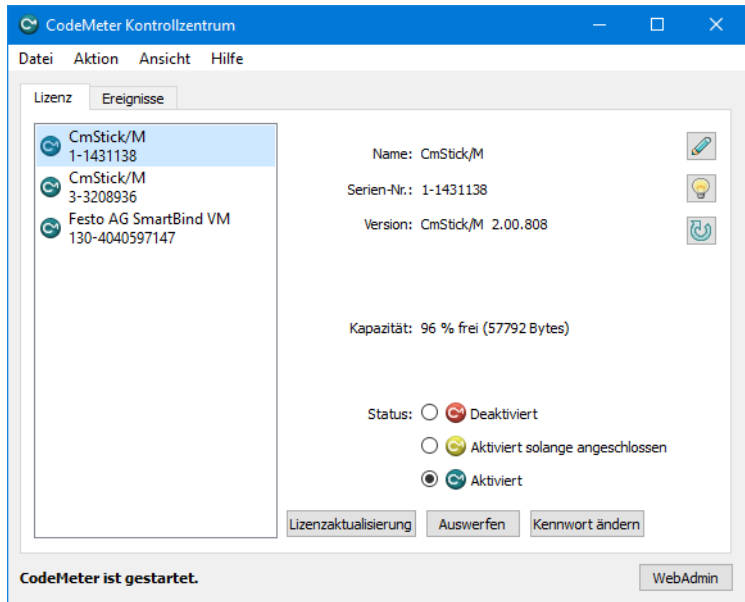 CodeMeter Kontrollzentrum
Datei Aktion Ansicht Hilfe
Lizenz Ereignisse
CmStick/M
1-1431138
CmStick/M
3-3208936
Festo AG SmartBind VM
130-4040597147
Name: CmStick/M
Serien-Nr.: 1-1431138
Version: CmStick/M 2.00.808
Kapazität: 96 % frei (57792 Bytes)
Status: Deaktiviert
Aktiviert solange angeschlossen
Aktiviert
Lizenzaktualisierung Auswerfen Kennwort ändern
CodeMeter ist gestartet. WebAdmin